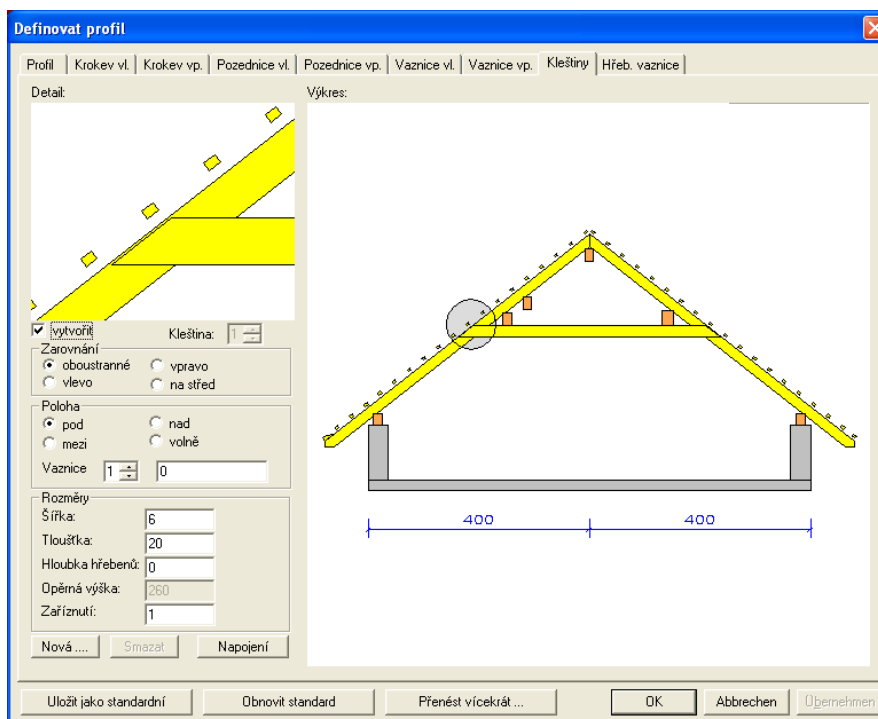 Definovat profil
Profil Krokev vl. Krokev vp. Pozednice vl. Pozednice vp. Vaznice vl. Vaznice vp. Kleštiny Hřeb. vaznice
Detail:
Výkres:
vytvořit Kleština: 1
Zarovnání
oboustranné vpravo
vlevo na střed
Poloha
pod nad
mezi volně
Vaznice 1 0
Rozměry
Šířka: 6
Tloušťka: 20
Hloubka hřebenů: 0
Opěrná výška: 260
Zaříznutí: 1
Nová .... Smazat Napojení
400 400
Uložit jako standardní Obnovit standard Přenést vícekrát ... OK Abbrechen Übernehmen